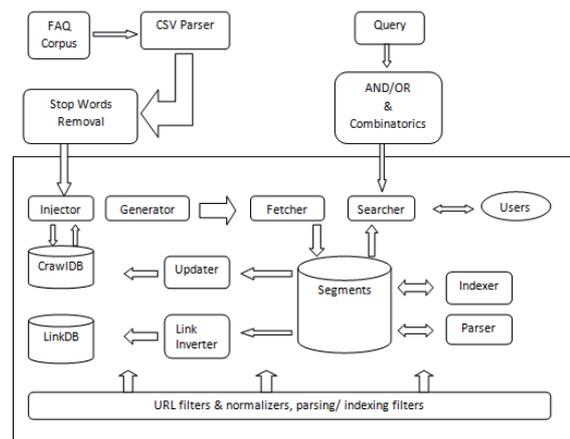 FAQ
Corpus
CSV Parser
Query
Stop Words
Removal
AND/OR
&
Combinatorics
Injector
Generator
Fetcher
Searcher
Users
CrawlDB
Updater
Segments
Indexer
LinkDB
Link
Inverter
Parser
URL filters & normalizers, parsing/ indexing filters